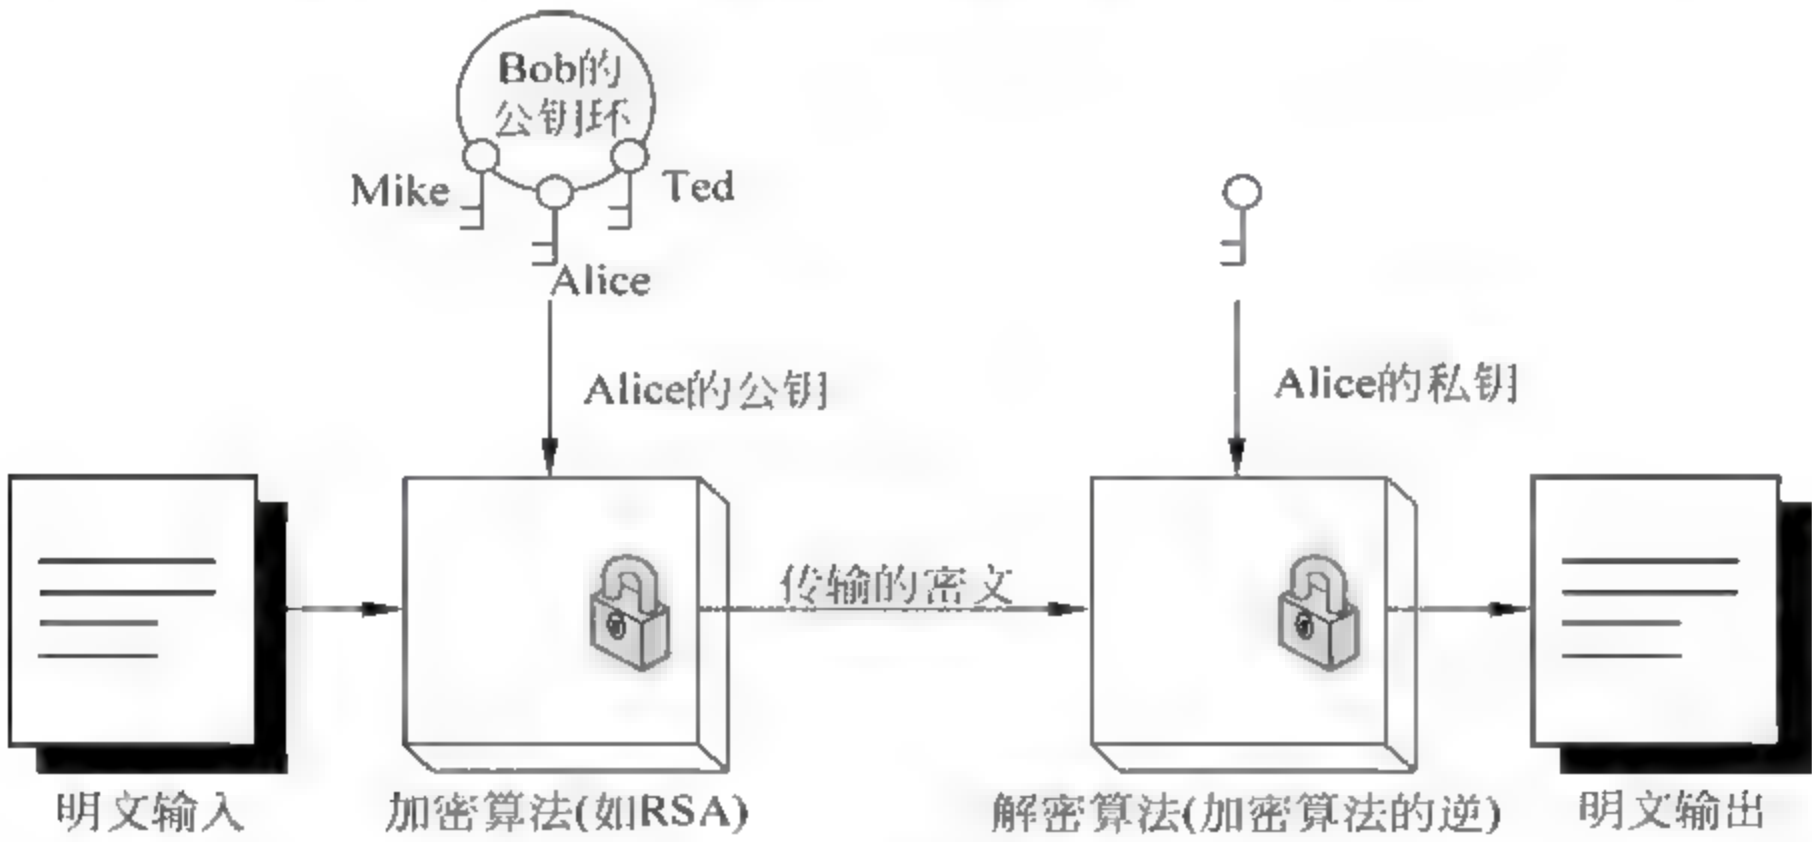 Bob的
公钥环
Mike
Ted
Alice
Alice的公钥
Alice的私钥
传输的密文
明文输入
加密算法(如RSA)
解密算法(加密算法的逆)
明文输出